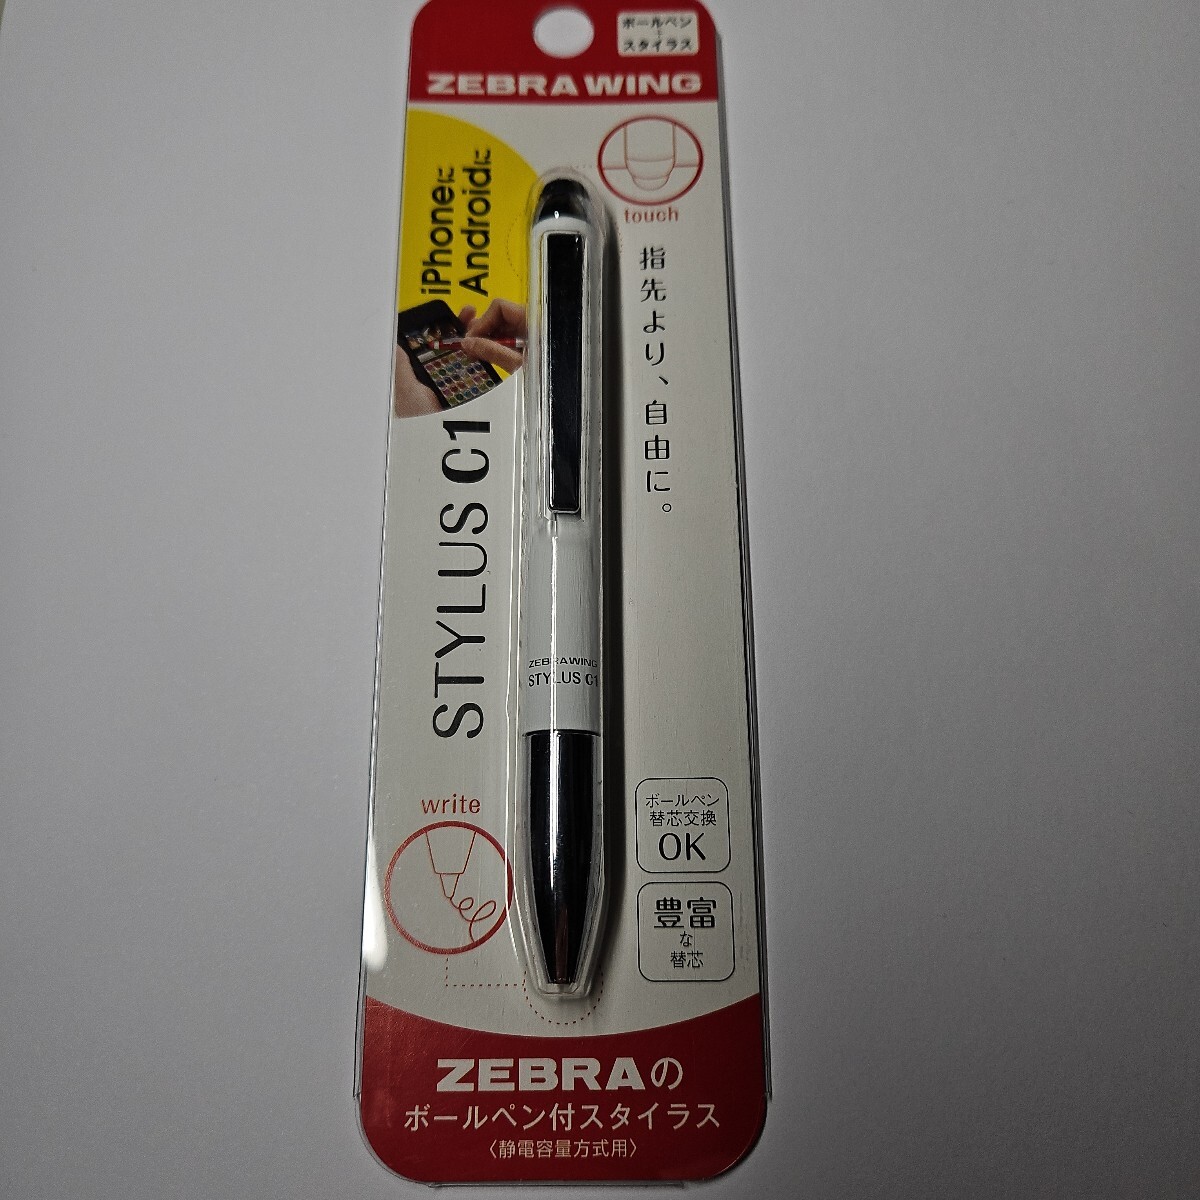 ボールペン
+
スタイラス
ZEBRAWING
iPhoneに
Androidに
touch
指先より、自由に。
STYLUS C1
ZEBRAWING
STYLUS C1
write
ボールペン
替芯交換
OK
豊富
な
替芯
ZEBRAの
ボールペン付スタイラス
〈静電容量方式用〉